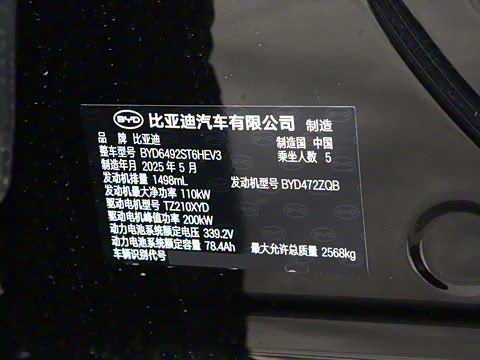 BYD 比亚迪汽车有限公司 制造
品 牌 比亚迪 制造国 中国
整车型号 BYD6492ST6HEV3 乘坐人数 5
制造年月 2025 年 5 月
发动机排量 1498mL 发动机型号 BYD472ZQB
发动机最大净功率 110kW
驱动电机型号 TZ210XYD
驱动电机峰值功率 200kW
动力电池系统额定电压 339.2V
动力电池系统额定容量 78.4Ah 最大允许总质量 2568kg
车辆识别代号